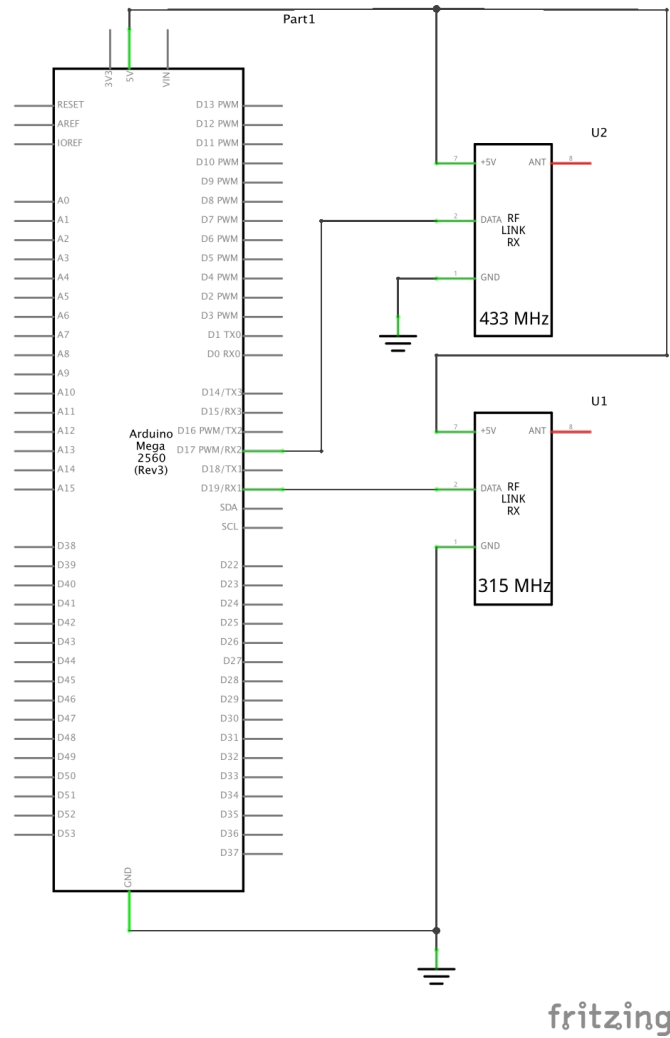 Part1
3V3
5V
VIN
RESET
AREF
IOREF
A0
A1
A2
A3
A4
A5
A6
A7
A8
A9
A10
A11
A12
A13
A14
A15
D38
D39
D40
D41
D42
D43
D44
D45
D46
D47
D48
D49
D50
D51
D52
D53
D13 PWM
D12 PWM
D11 PWM
D10 PWM
D9 PWM
D8 PWM
D7 PWM
D6 PWM
D5 PWM
D4 PWM
D2 PWM
D3 PWM
D1 TX0
D0 RX0
D14/TX3
D15/RX3
D16 PWM/TX2
D17 PWM/RX2
D18/TX1
D19/RX1
SDA
SCL
D22
D23
D24
D25
D26
D27
D28
D29
D30
D31
D32
D33
D34
D35
D36
D37
Arduino
Mega
2560
(Rev3)
GND
U2
7 +5V
ANT 8
2 DATA
RF
LINK
RX
1 GND
433 MHz
U1
7 +5V
ANT 8
2 DATA
RF
LINK
RX
1 GND
315 MHz
fritzing